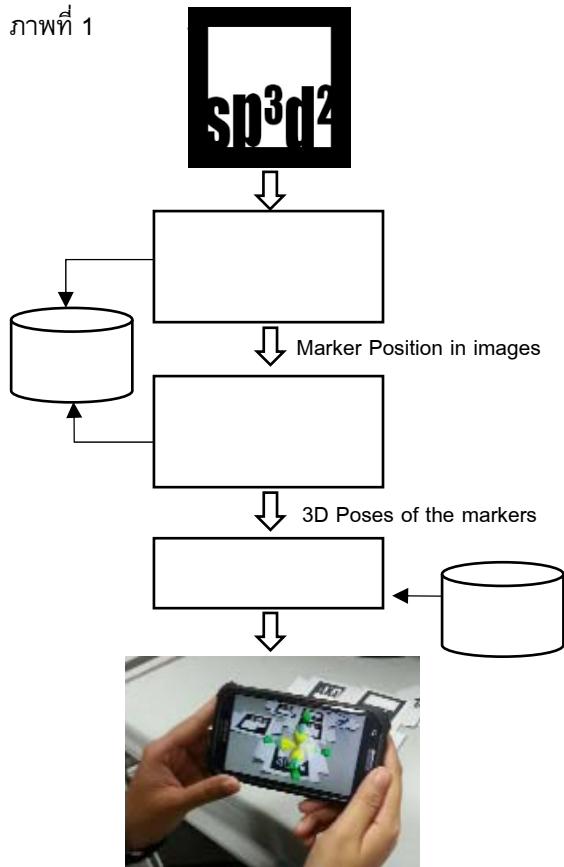 ภาพที่ 1
sp³d²
Marker Position in images
3D Poses of the markers